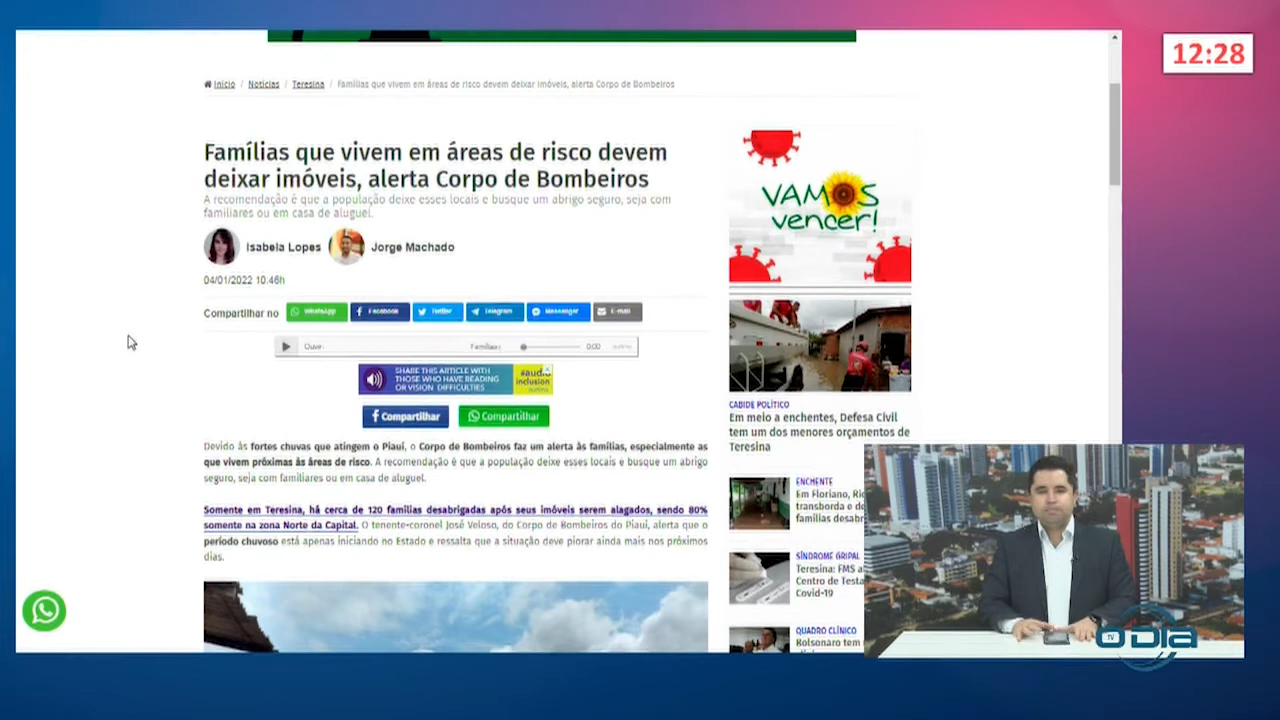 12:28
Início / Notícias / Teresina / Famílias que vivem em áreas de risco devem deixar imóveis, alerta Corpo de Bombeiros
Famílias que vivem em áreas de risco devem
deixar imóveis, alerta Corpo de Bombeiros
A recomendação é que a população deixe esses locais e busque um abrigo seguro, seja com
familiares ou em casa de aluguel.
Isabela Lopes
Jorge Machado
04/01/2022 10:46h
Compartilhar no
WhatsApp
Facebook
Twitter
Telegram
Messenger
E-mail
Ouvir:
0:00
SHARE THIS ARTICLE WITH
THOSE WHO HAVE READING
OR VISION DIFFICULTIES
#audio
inclusion
Compartilhar
Compartilhar
Devido às fortes chuvas que atingem o Piauí, o Corpo de Bombeiros faz um alerta às famílias, especialmente as
que vivem próximas às áreas de risco. A recomendação é que a população deixe esses locais e busque um abrigo
seguro, seja com familiares ou em casa de aluguel.
Somente em Teresina, há cerca de 120 famílias desabrigadas após seus imóveis serem alagados, sendo 80%
somente na zona Norte da Capital. O tenente-coronel José Veloso, do Corpo de Bombeiros do Piauí, alerta que o
período chuvoso está apenas iniciando no Estado e ressalta que a situação deve piorar ainda mais nos próximos
dias.
VAMOS
vencer!
CABIDE POLÍTICO
Em meio a enchentes, Defesa Civil
tem um dos menores orçamentos de
Teresina
ENCHENTE
Em Floriano, Rio
transborda e de
famílias desabr
SÍNDROME GRIPAL
Teresina: FMS a
Centro de Testa
Covid-19
QUADRO CLÍNICO
Bolsonaro tem
TV O DIA